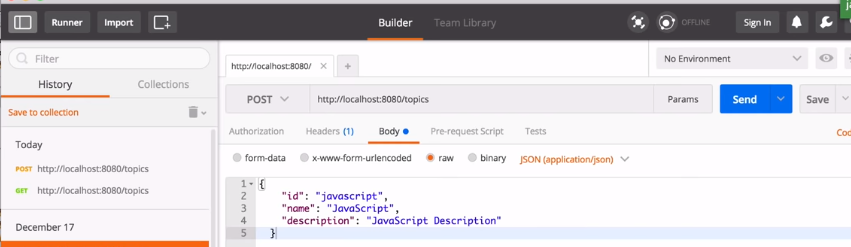 Runner Import Builder Team Library OFFLINE Sign In
Filter
http://localhost:8080/
No Environment
History Collections
POST http://localhost:8080/topics Params Send Save
Save to collection
Authorization Headers (1) Body Pre-request Script Tests
Today
form-data x-www-form-urlencoded raw binary JSON (application/json)
POST http://localhost:8080/topics
GET http://localhost:8080/topics
December 17
1 {
2 "id": "javascript",
3 "name": "JavaScript",
4 "description": "JavaScript Description"
5 }